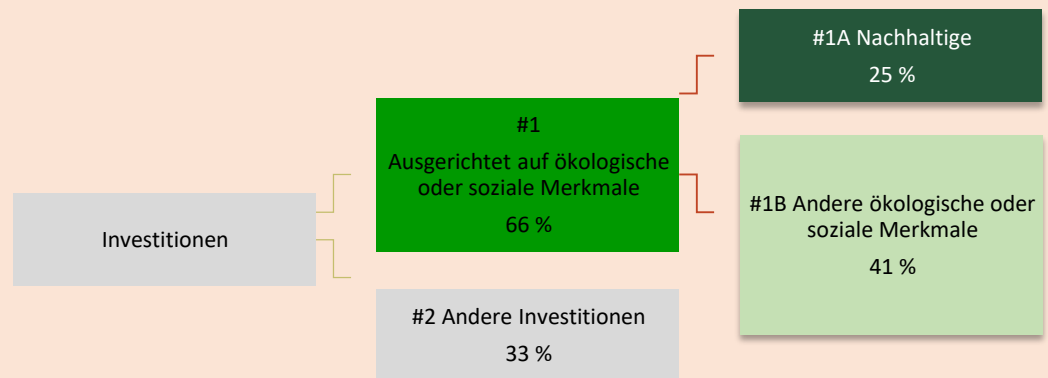 Investitionen
#1
Ausgerichtet auf ökologische
oder soziale Merkmale
66 %
#2 Andere Investitionen
33 %
#1A Nachhaltige
25 %
#1B Andere ökologische oder
soziale Merkmale
41 %